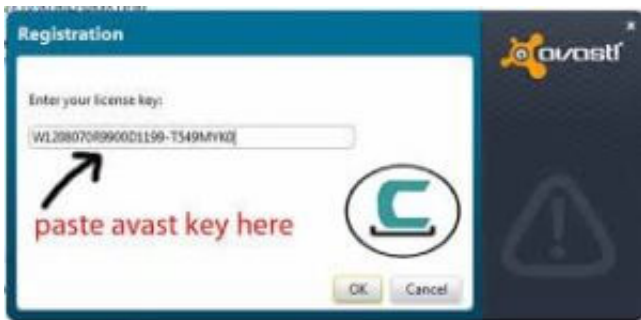 Registration
avast!
Enter your license key:
paste avast key here
C
OK
Cancel